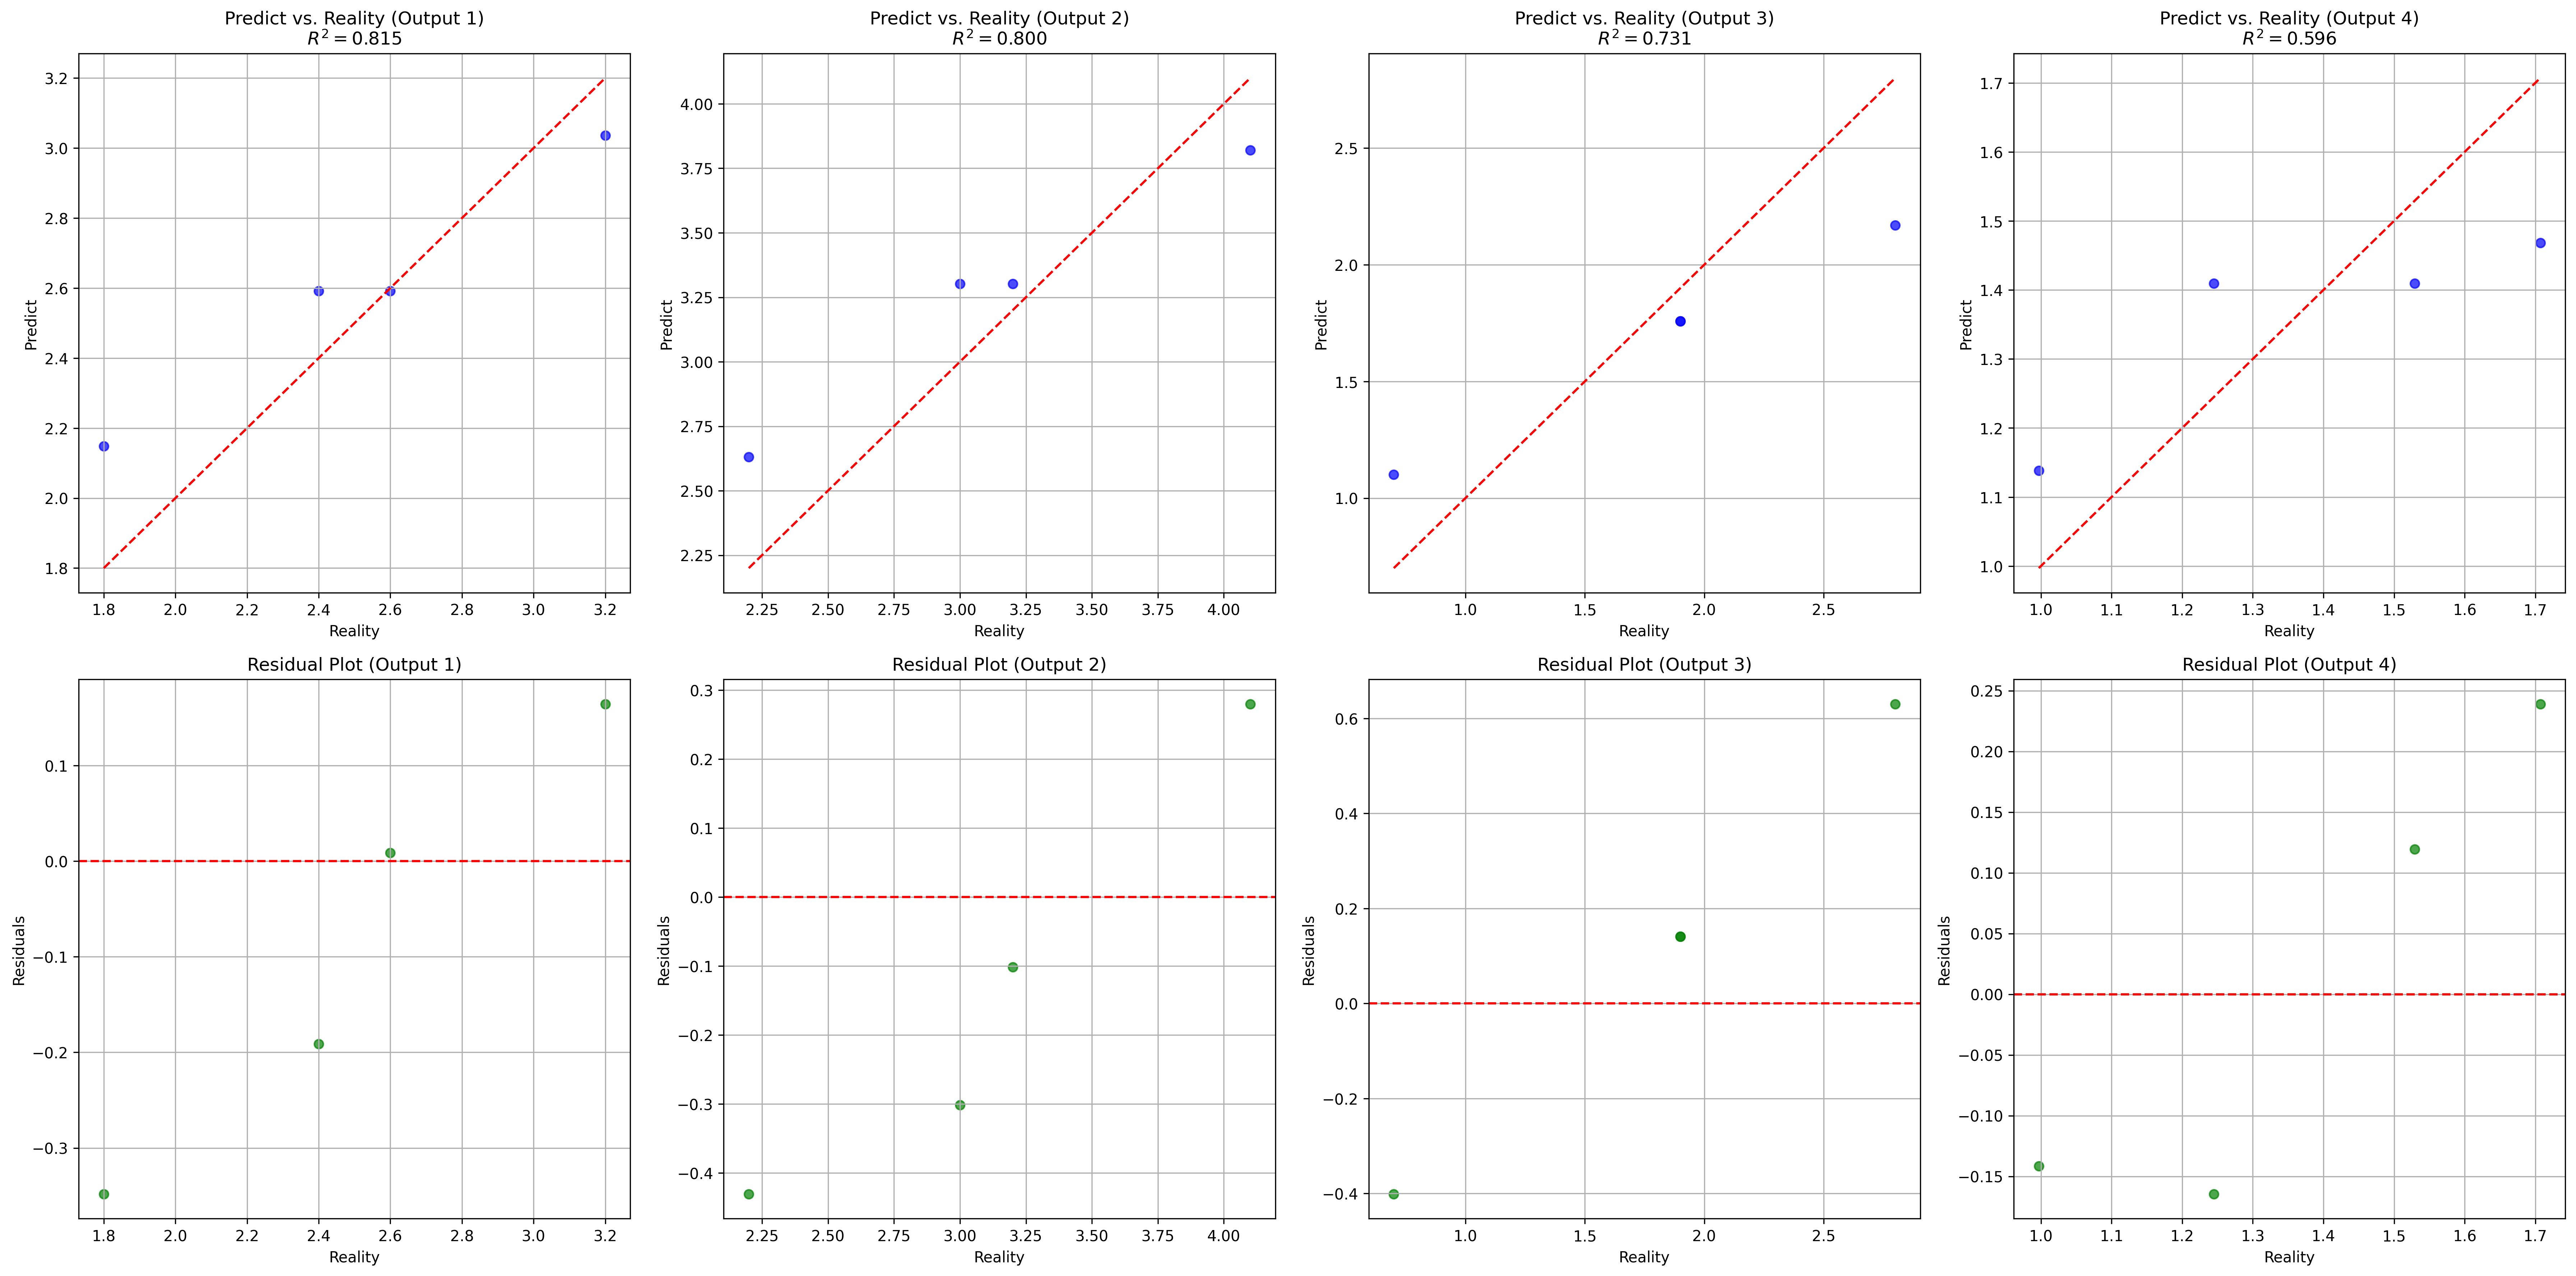 Predict vs. Reality (Output 1)
R² = 0.815
Predict
3.2
3.0
2.8
2.6
2.4
2.2
2.0
1.8
1.8 2.0 2.2 2.4 2.6 2.8 3.0 3.2
Reality
Predict vs. Reality (Output 2)
R² = 0.800
Predict
4.00
3.75
3.50
3.25
3.00
2.75
2.50
2.25
2.25 2.50 2.75 3.00 3.25 3.50 3.75 4.00
Reality
Predict vs. Reality (Output 3)
R² = 0.731
Predict
2.5
2.0
1.5
1.0
1.0 1.5 2.0 2.5
Reality
Predict vs. Reality (Output 4)
R² = 0.596
Predict
1.7
1.6
1.5
1.4
1.3
1.2
1.1
1.0
1.0 1.1 1.2 1.3 1.4 1.5 1.6 1.7
Reality
Residual Plot (Output 1)
Residuals
0.1
0.0
−0.1
−0.2
−0.3
1.8 2.0 2.2 2.4 2.6 2.8 3.0 3.2
Reality
Residual Plot (Output 2)
Residuals
0.3
0.2
0.1
0.0
−0.1
−0.2
−0.3
−0.4
2.25 2.50 2.75 3.00 3.25 3.50 3.75 4.00
Reality
Residual Plot (Output 3)
Residuals
0.6
0.4
0.2
0.0
−0.2
−0.4
1.0 1.5 2.0 2.5
Reality
Residual Plot (Output 4)
Residuals
0.25
0.20
0.15
0.10
0.05
0.00
−0.05
−0.10
−0.15
1.0 1.1 1.2 1.3 1.4 1.5 1.6 1.7
Reality